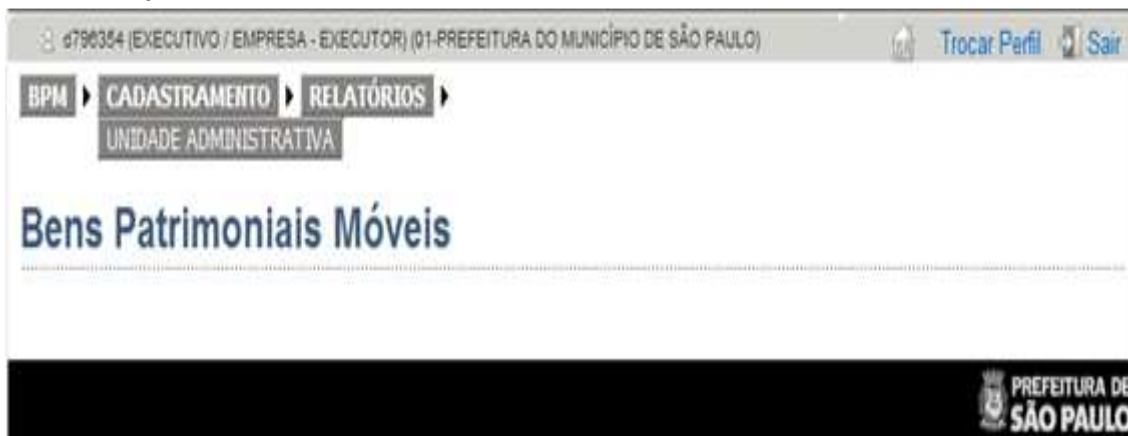 d796354 (EXECUTIVO / EMPRESA - EXECUTOR) (01-PREFEITURA DO MUNICÍPIO DE SÃO PAULO) Trocar Perfil Sair
BPM CADASTRAMENTO RELATÓRIOS
UNIDADE ADMINISTRATIVA
Bens Patrimoniais Móveis
PREFEITURA DE
SÃO PAULO